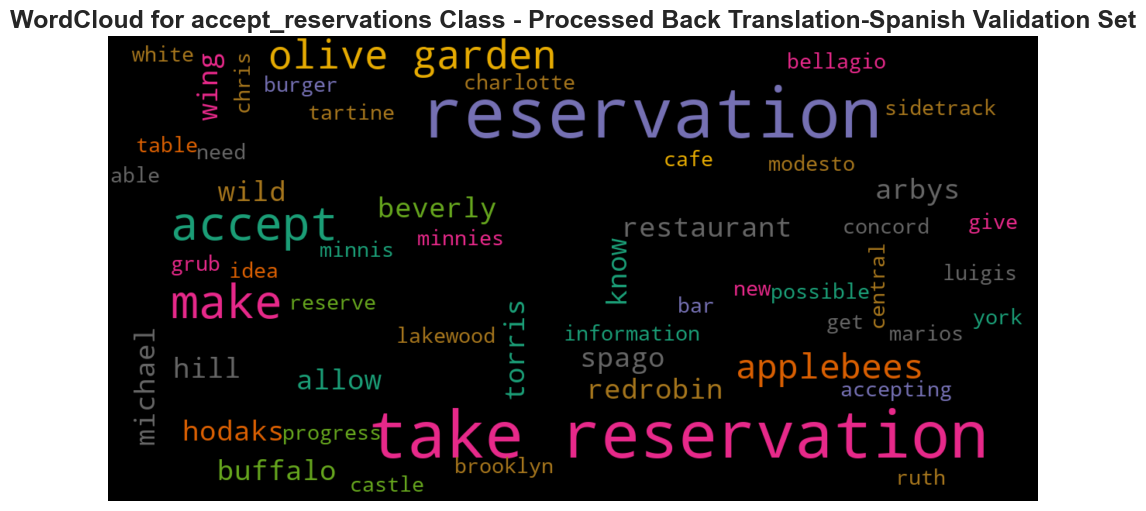 WordCloud for accept_reservations Class - Processed Back Translation-Spanish Validation Set
white
wing
chris
olive garden
burger
charlotte
tartine
bellagio
reservation
sidetrack
table
need
able
cafe
modesto
wild
arbys
beverly
accept
restaurant
concord
give
minnis
minnies
know
central
grub
idea
luigis
make
reserve
new
possible
bar
get
york
torris
lakewood
information
marios
michael
hill
spago
applebees
allow
redrobin
accepting
hodaks
progress
take reservation
buffalo
brooklyn
castle
ruth